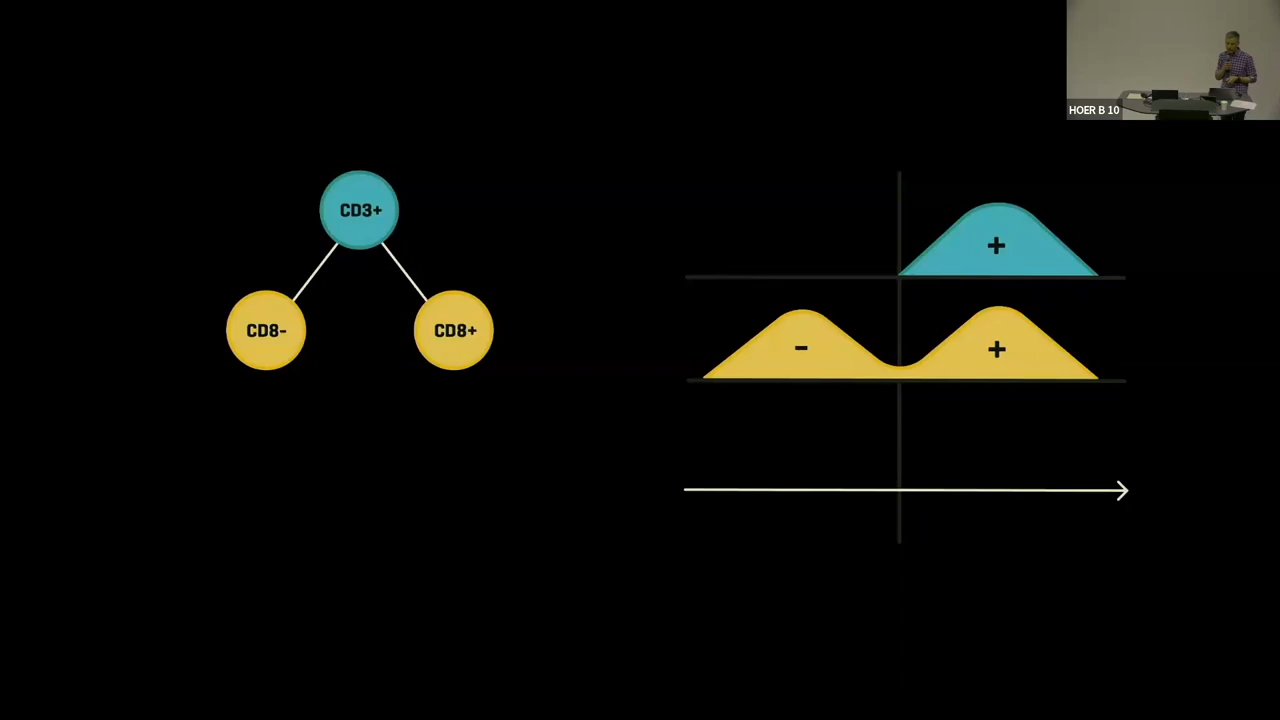 HOER B 10
CD3+
CD8-
CD8+
+
-
+